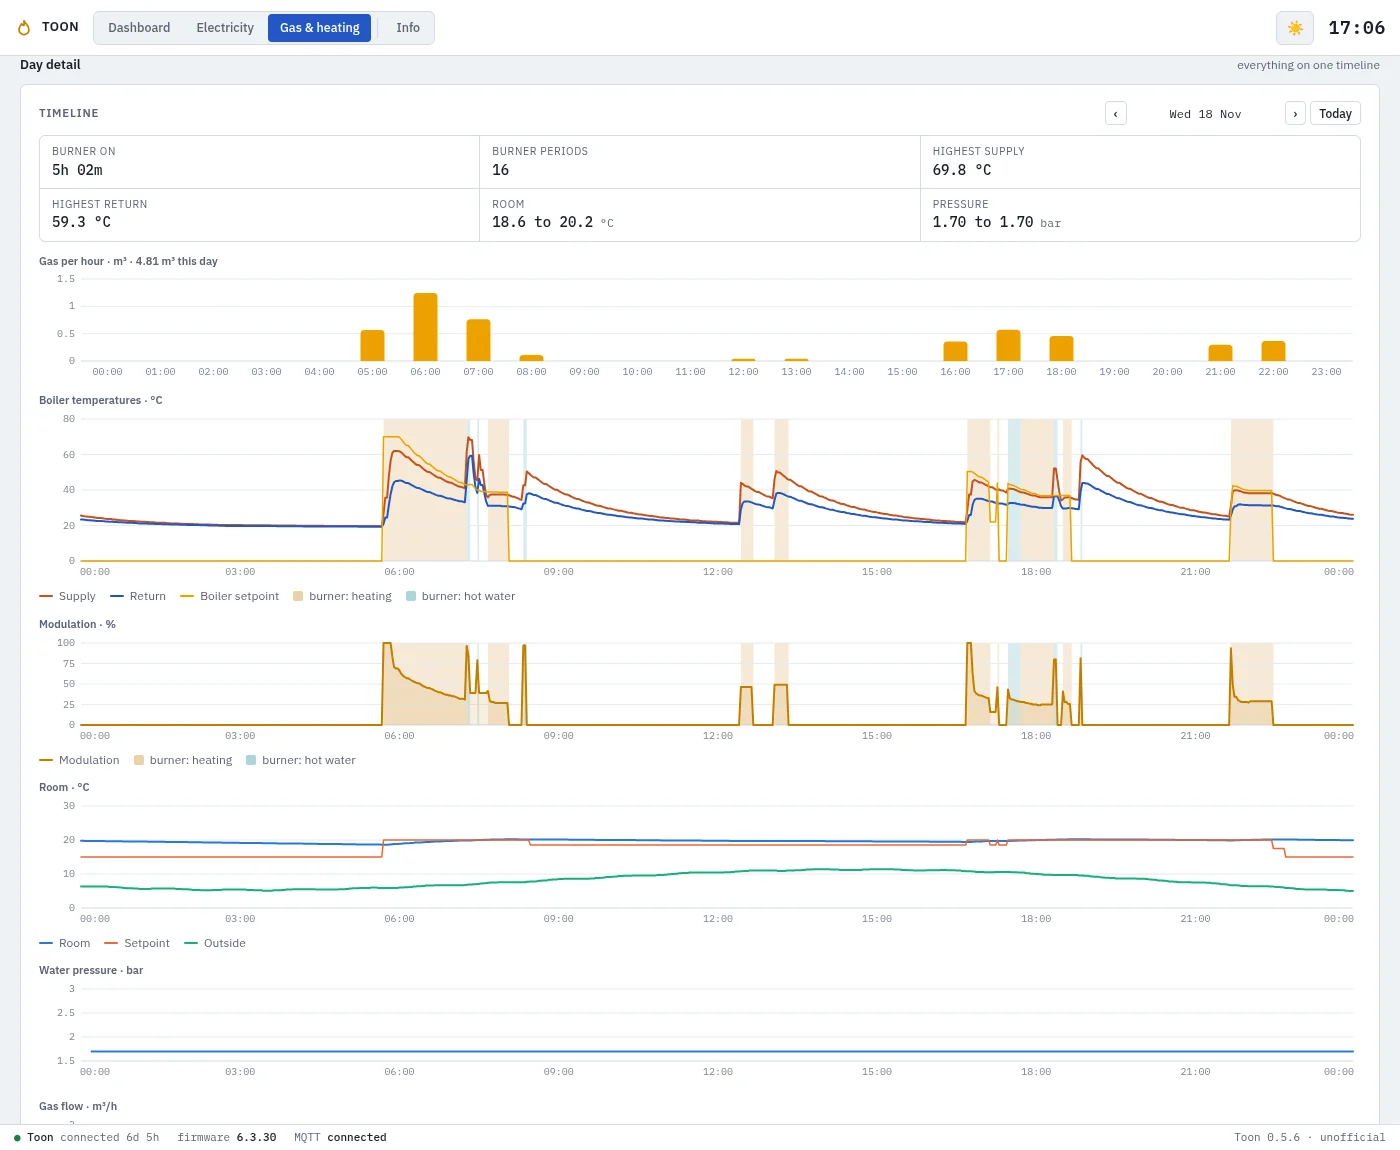 TOON Dashboard Electricity Gas & heating Info 17:06
Day detail everything on one timeline
TIMELINE ‹ Wed 18 Nov › Today
BURNER ON BURNER PERIODS HIGHEST SUPPLY
5h 02m 16 69.8 °C
HIGHEST RETURN ROOM PRESSURE
59.3 °C 18.6 to 20.2 °C 1.70 to 1.70 bar
Gas per hour · m³ · 4.81 m³ this day
1.5
1
0.5
0
00:00 01:00 02:00 03:00 04:00 05:00 06:00 07:00 08:00 09:00 10:00 11:00 12:00 13:00 14:00 15:00 16:00 17:00 18:00 19:00 20:00 21:00 22:00 23:00
Boiler temperatures · °C
80
60
40
20
0
00:00 03:00 06:00 09:00 12:00 15:00 18:00 21:00 00:00
Supply Return Boiler setpoint burner: heating burner: hot water
Modulation · %
100
75
50
25
0
00:00 03:00 06:00 09:00 12:00 15:00 18:00 21:00 00:00
Modulation burner: heating burner: hot water
Room · °C
30
20
10
0
00:00 03:00 06:00 09:00 12:00 15:00 18:00 21:00 00:00
Room Setpoint Outside
Water pressure · bar
3
2.5
2
1.5
00:00 03:00 06:00 09:00 12:00 15:00 18:00 21:00 00:00
Gas flow · m³/h
Toon connected 6d 5h firmware 6.3.30 MQTT connected Toon 0.5.6 · unofficial